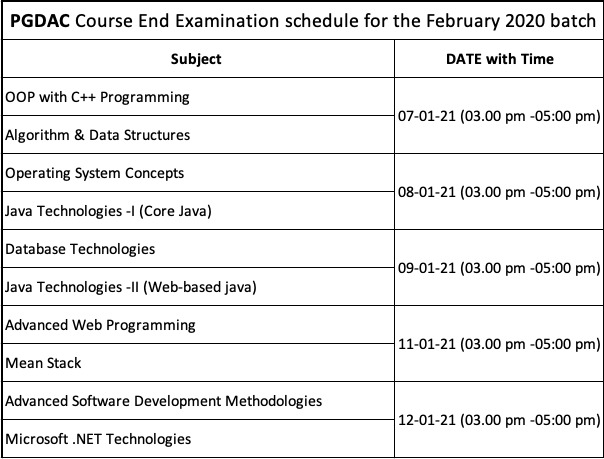 PGDAC Course End Examination schedule for the February 2020 batch
Subject DATE with Time
OOP with C++ Programming
07-01-21 (03.00 pm -05:00 pm)
Algorithm & Data Structures
Operating System Concepts
08-01-21 (03.00 pm -05:00 pm)
Java Technologies -I (Core Java)
Database Technologies
09-01-21 (03.00 pm -05:00 pm)
Java Technologies -II (Web-based java)
Advanced Web Programming
11-01-21 (03.00 pm -05:00 pm)
Mean Stack
Advanced Software Development Methodologies
12-01-21 (03.00 pm -05:00 pm)
Microsoft .NET Technologies